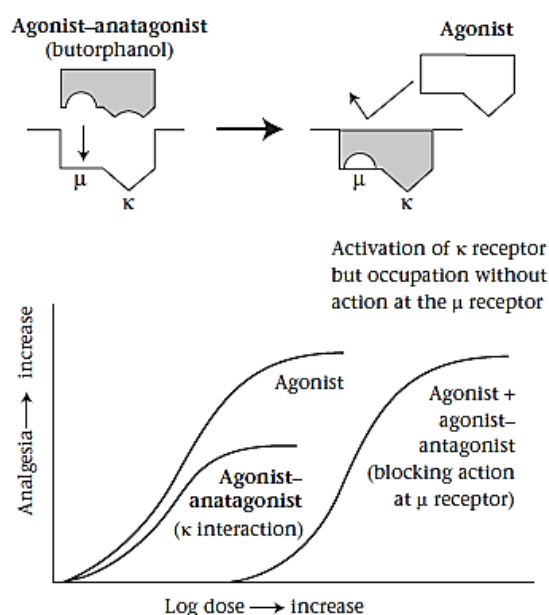 Agonist–anatagonist
(butorphanol)
Agonist
μ
κ
μ
κ
Activation of κ receptor
but occupation without
action at the μ receptor
Analgesia → increase
Agonist
Agonist–
anatagonist
(κ interaction)
Agonist +
agonist–
antagonist
(blocking action
at μ receptor)
Log dose → increase